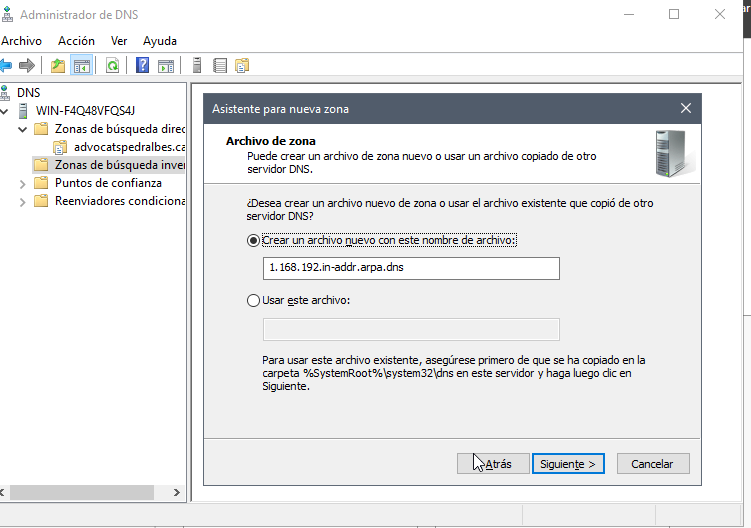 Administrador de DNS
Archivo Acción Ver Ayuda
DNS
WIN-F4Q48VFQS4J
Zonas de búsqueda direc
advocatspedralbes.ca
Zonas de búsqueda inver
Puntos de confianza
Reenviadores condiciona
Asistente para nueva zona
Archivo de zona
Puede crear un archivo de zona nuevo o usar un archivo copiado de otro
servidor DNS.
¿Desea crear un archivo nuevo de zona o usar el archivo existente que copió de otro
servidor DNS?
Crear un archivo nuevo con este nombre de archivo:
1.168.192.in-addr.arpa.dns
Usar este archivo:
Para usar este archivo existente, asegúrese primero de que se ha copiado en la
carpeta %SystemRoot%\system32\dns en este servidor y haga luego clic en
Siguiente.
Atrás Siguiente > Cancelar